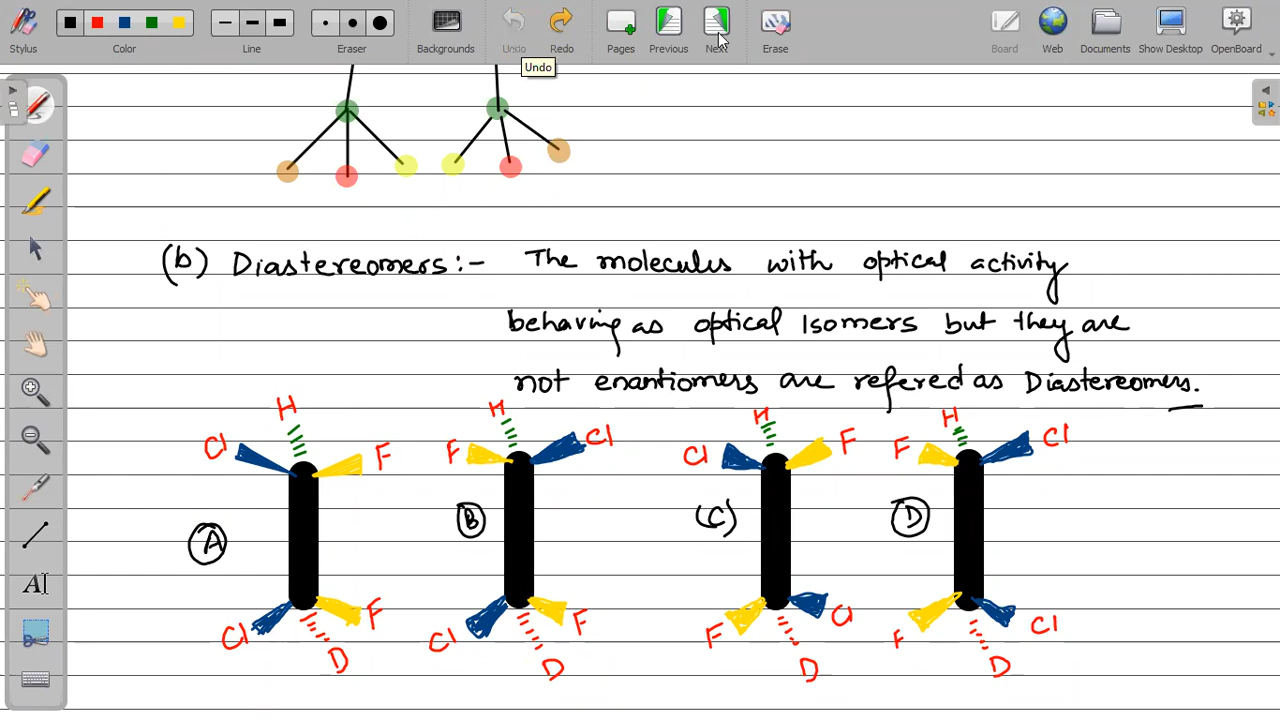 Stylus
Color
Line
Eraser
Backgrounds
Undo
Redo
Pages
Previous
Next
Erase
Board
Web
Documents
Show Desktop
OpenBoard
Undo
(b) Diastereomers:- The molecules with optical activity
behaving as optical Isomers but they are
not enantiomers are refered as Diastereomers.
H H H H
Cl F F Cl Cl F F Cl
A B (C) D
Cl F Cl F F Cl F Cl
D D D D